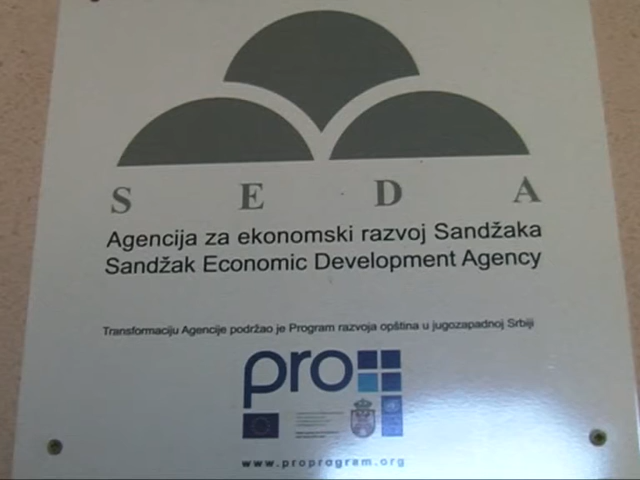 S E D A
Agencija za ekonomski razvoj Sandžaka
Sandžak Economic Development Agency
Transformaciju Agencije podržao je Program razvoja opština u jugozapadnoj Srbiji
pro
www.proprogram.org